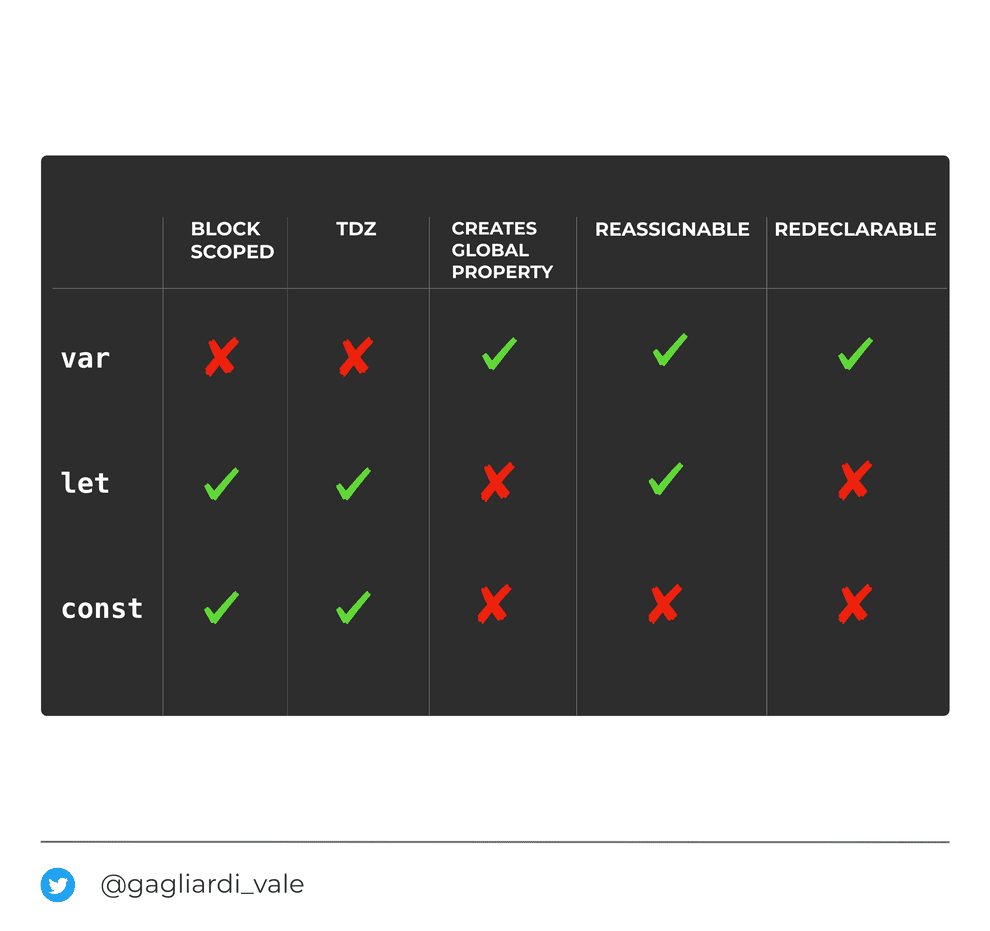 BLOCK
SCOPED
TDZ
CREATES
GLOBAL
PROPERTY
REASSIGNABLE
REDECLARABLE
var
✘ ✘ ✔ ✔ ✔
let
✔ ✔ ✘ ✔ ✘
const
✔ ✔ ✘ ✘ ✘
@gagliardi_vale